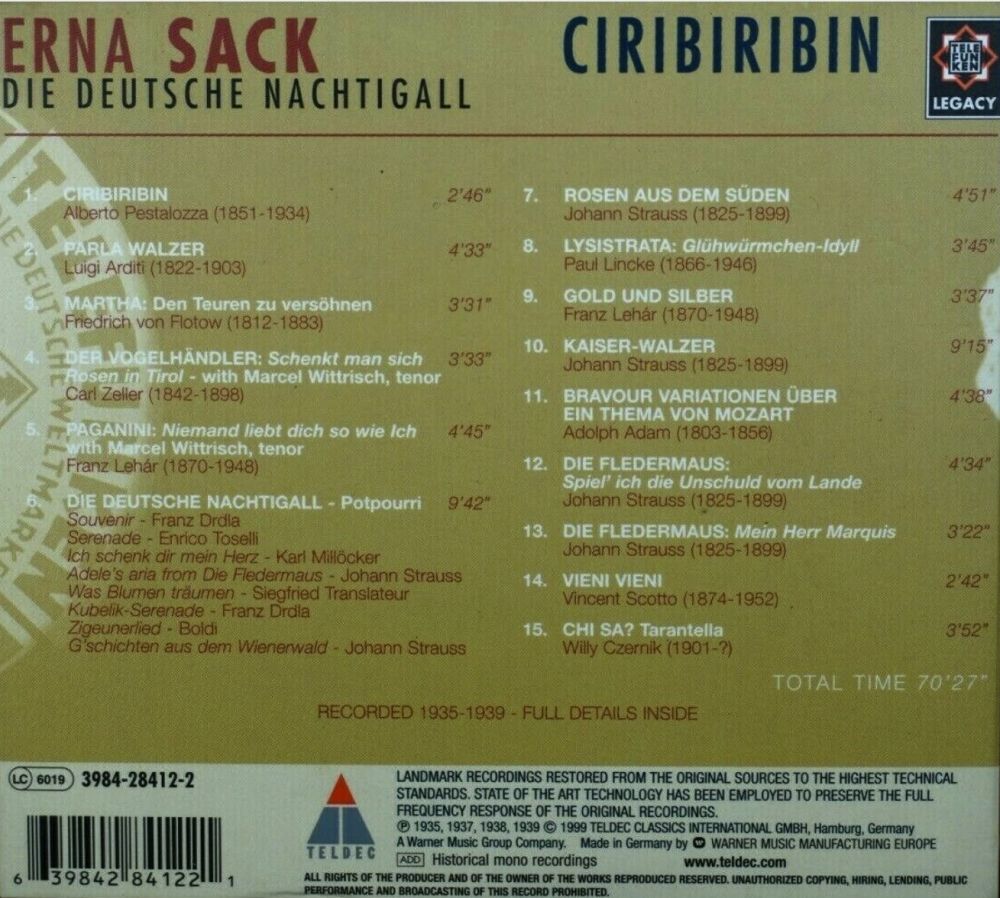 ERNA SACK
DIE DEUTSCHE NACHTIGALL
CIRIBIRIBIN
TELE
FUN
KEN
LEGACY
1. CIRIBIRIBIN 2'46"
Alberto Pestalozza (1851-1934)
2. PARLA WALZER 4'33"
Luigi Arditi (1822-1903)
3. MARTHA: Den Teuren zu versöhnen 3'31"
Friedrich von Flotow (1812-1883)
4. DER VOGELHÄNDLER: Schenkt man sich 3'33"
Rosen in Tirol - with Marcel Wittrisch, tenor
Carl Zeller (1842-1898)
5. PAGANINI: Niemand liebt dich so wie Ich 4'45"
with Marcel Wittrisch, tenor
Franz Lehár (1870-1948)
6. DIE DEUTSCHE NACHTIGALL - Potpourri 9'42"
Souvenir - Franz Drdla
Serenade - Enrico Toselli
Ich schenk dir mein Herz - Karl Millöcker
Adele's aria from Die Fledermaus - Johann Strauss
Was Blumen träumen - Siegfried Translateur
Kubelik-Serenade - Franz Drdla
Zigeunerlied - Boldi
G'schichten aus dem Wienerwald - Johann Strauss
7. ROSEN AUS DEM SÜDEN 4'51"
Johann Strauss (1825-1899)
8. LYSISTRATA: Glühwürmchen-Idyll 3'45"
Paul Lincke (1866-1946)
9. GOLD UND SILBER 3'37"
Franz Lehár (1870-1948)
10. KAISER-WALZER 9'15"
Johann Strauss (1825-1899)
11. BRAVOUR VARIATIONEN ÜBER 4'38"
EIN THEMA VON MOZART
Adolph Adam (1803-1856)
12. DIE FLEDERMAUS: 4'34"
Spiel' ich die Unschuld vom Lande
Johann Strauss (1825-1899)
13. DIE FLEDERMAUS: Mein Herr Marquis 3'22"
Johann Strauss (1825-1899)
14. VIENI VIENI 2'42"
Vincent Scotto (1874-1952)
15. CHI SA? Tarantella 3'52"
Willy Czernik (1901-?)
TOTAL TIME 70'27"
RECORDED 1935-1939 - FULL DETAILS INSIDE
DIE DEUTSCHE WELTMARKE
LC 6019 3984-28412-2
6 39842 84122 1
TELDEC
LANDMARK RECORDINGS RESTORED FROM THE ORIGINAL SOURCES TO THE HIGHEST TECHNICAL
STANDARDS. STATE OF THE ART TECHNOLOGY HAS BEEN EMPLOYED TO PRESERVE THE FULL
FREQUENCY RESPONSE OF THE ORIGINAL RECORDINGS.
℗ 1935, 1937, 1938, 1939 © 1999 TELDEC CLASSICS INTERNATIONAL GMBH, Hamburg, Germany
A Warner Music Group Company. Made in Germany by WARNER MUSIC MANUFACTURING EUROPE
ADD Historical mono recordings www.teldec.com
ALL RIGHTS OF THE PRODUCER AND OF THE OWNER OF THE WORKS REPRODUCED RESERVED. UNAUTHORIZED COPYING, HIRING, LENDING, PUBLIC
PERFORMANCE AND BROADCASTING OF THIS RECORD PROHIBITED.